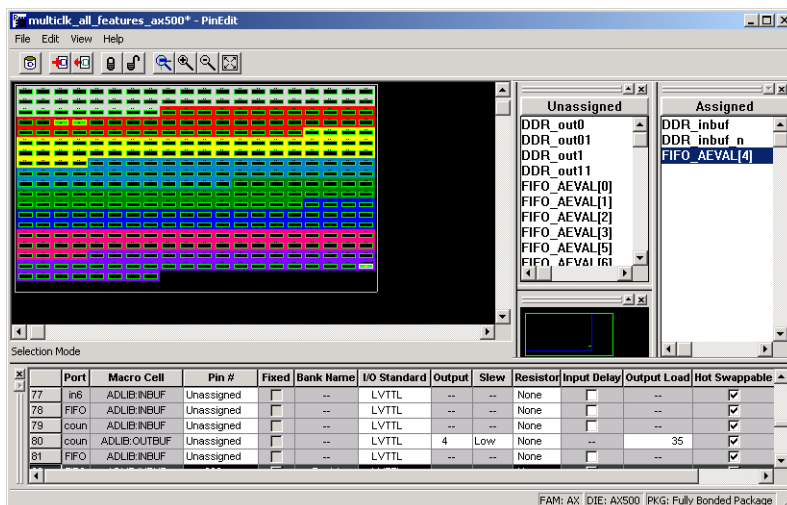 multiclk_all_features_ax500* - PinEdit
File Edit View Help
Unassigned
DDR_out0
DDR_out01
DDR_out1
DDR_out11
FIFO_AEVAL[0]
FIFO_AEVAL[1]
FIFO_AEVAL[2]
FIFO_AEVAL[3]
FIFO_AEVAL[5]
FIFO_AEVAL[6]
Assigned
DDR_inbuf
DDR_inbuf_n
FIFO_AEVAL[4]
Selection Mode
Port Macro Cell Pin # Fixed Bank Name I/O Standard Output Slew Resistor Input Delay Output Load Hot Swappable
77 in6 ADLIB:INBUF Unassigned -- LVTTL -- -- None --
78 FIFO ADLIB:INBUF Unassigned -- LVTTL -- -- None --
79 coun ADLIB:INBUF Unassigned -- LVTTL -- -- None --
80 coun ADLIB:OUTBUF Unassigned -- LVTTL 4 Low None -- 35
81 FIFO ADLIB:INBUF Unassigned -- LVTTL -- -- None --
FAM: AX DIE: AX500 PKG: Fully Bonded Package